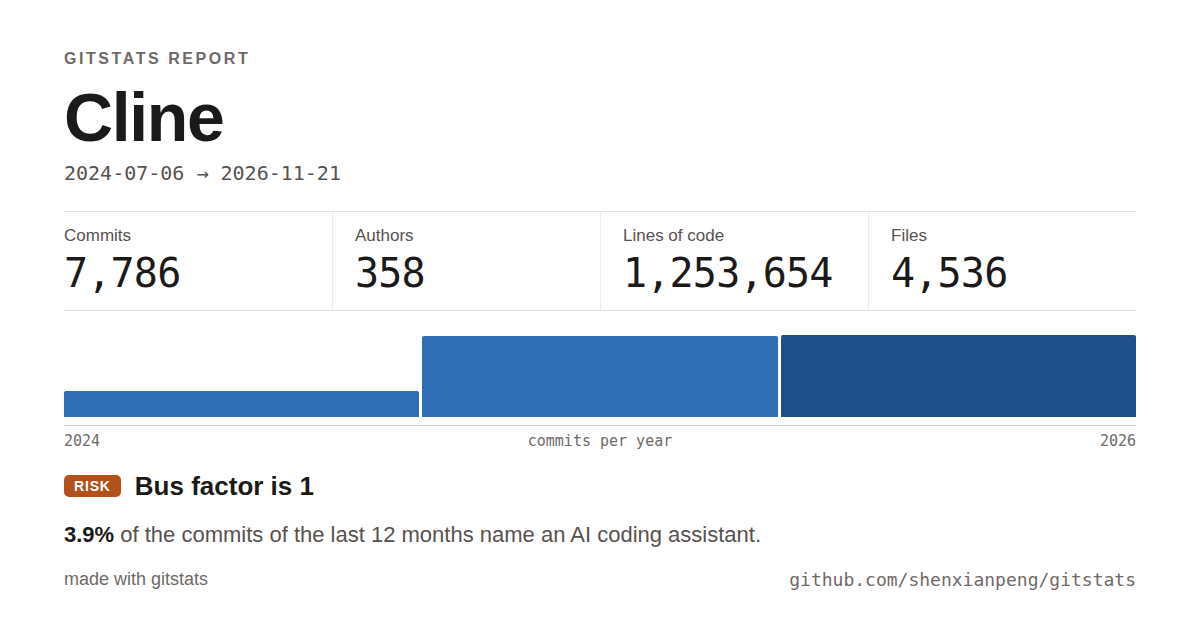 GITSTATS REPORT
Cline
2024-07-06 → 2026-11-21
Commits
7,786
Authors
358
Lines of code
1,253,654
Files
4,536
2024
commits per year
2026
RISK Bus factor is 1
3.9% of the commits of the last 12 months name an AI coding assistant.
made with gitstats
github.com/shenxianpeng/gitstats